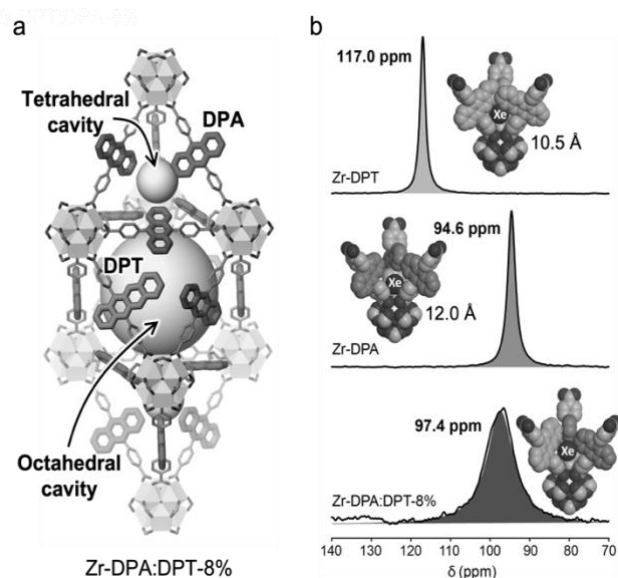 a
Tetrahedral
cavity
DPA
DPT
Octahedral
cavity
Zr-DPA:DPT-8%
b
117.0 ppm
Xe
10.5 Å
Zr-DPT
94.6 ppm
Xe
12.0 Å
Zr-DPA
97.4 ppm
Xe
Zr-DPA:DPT-8%
140 130 120 110 100 90 80 70
δ (ppm)